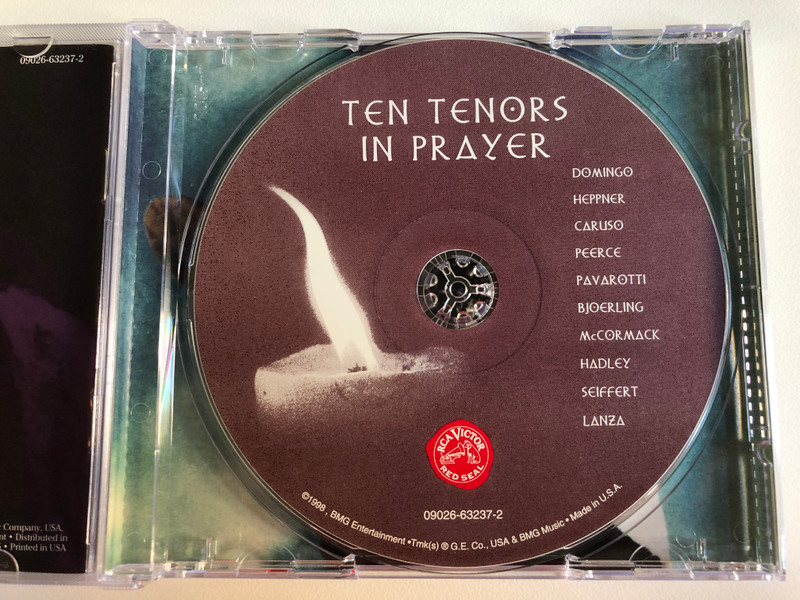 09026-63237-2
Company, USA.
• Distributed in
• Printed in USA
TEN TENORS
IN PRAYER
DOMINGO
HEPPNER
CARUSO
PEERCE
PAVAROTTI
BJOERLING
McCORMACK
HADLEY
SEIFFERT
LANZA
RCA VICTOR
RED SEAL
09026-63237-2
©1998 , BMG Entertainment •Tmk(s) ® G.E. Co., USA & BMG Music • Made in U.S.A.